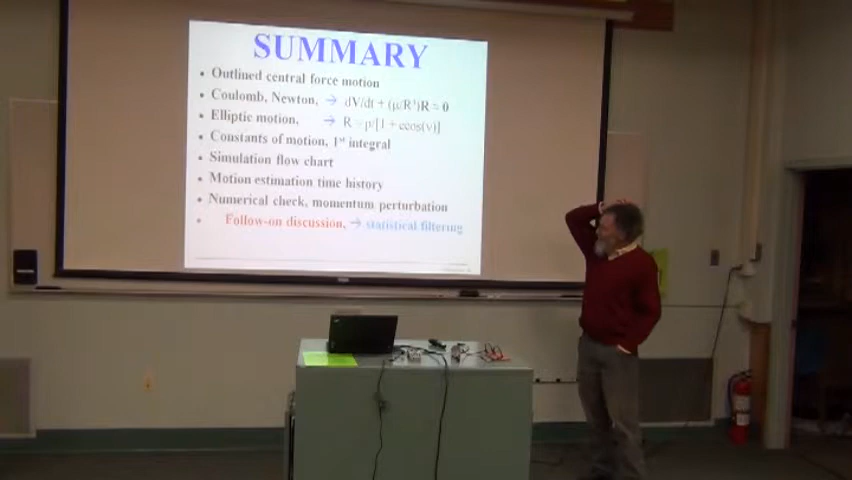 SUMMARY
• Outlined central force motion
• Coulomb, Newton, → dV/dt + (μ/R³)R = 0
• Elliptic motion, → R = p/[1 + ecos(ν)]
• Constants of motion, 1st integral
• Simulation flow chart
• Motion estimation time history
• Numerical check, momentum perturbation
• Follow-on discussion, → statistical filtering